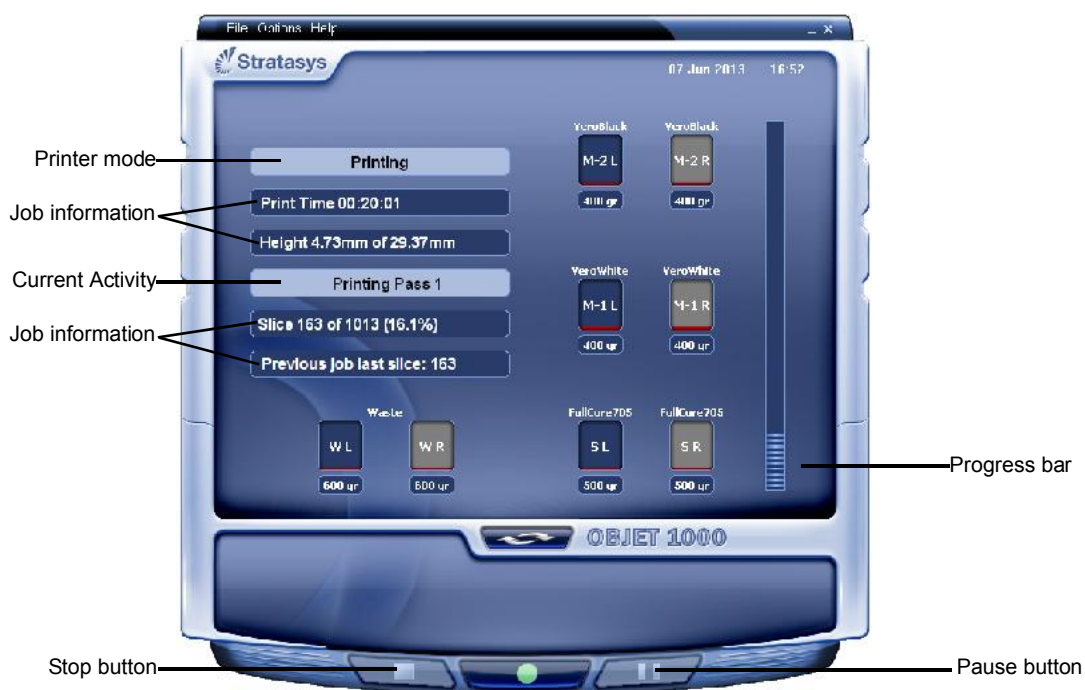 File Options Help
Stratasys
07 Jun 2013 16:52
Printer mode
Printing
VeroBlack VeroBlack
M-2 L M-2 R
400 gr 400 gr
Job information
Print Time 00:20:01
Height 4.73mm of 29.37mm
Current Activity
Printing Pass 1
VeroWhite VeroWhite
M-1 L M-1 R
400 gr 400 gr
Job information
Slice 163 of 1013 (16.1%)
Previous job last slice: 163
Waste
W L W R
600 gr 600 gr
FullCure705 FullCure705
S L S R
500 gr 500 gr
Progress bar
OBJET 1000
Stop button
Pause button